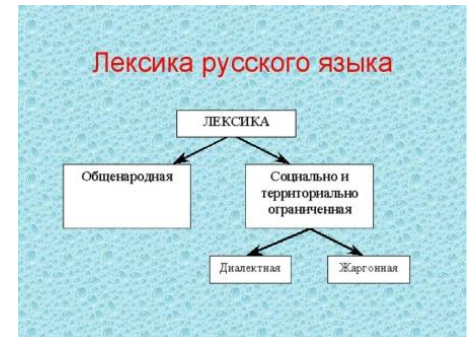 Лексика русского языка
ЛЕКСИКА
Общенародная
Социально и
территориально
ограниченная
Диалектная
Жаргонная